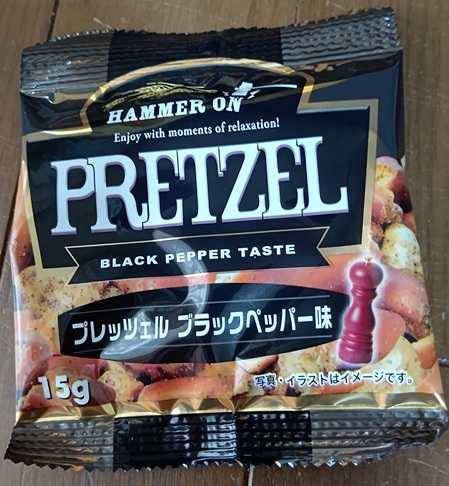 HAMMER ON
Enjoy with moments of relaxation!
PRETZEL
BLACK PEPPER TASTE
プレッツェル ブラックペッパー味
15g
写真・イラストはイメージです。